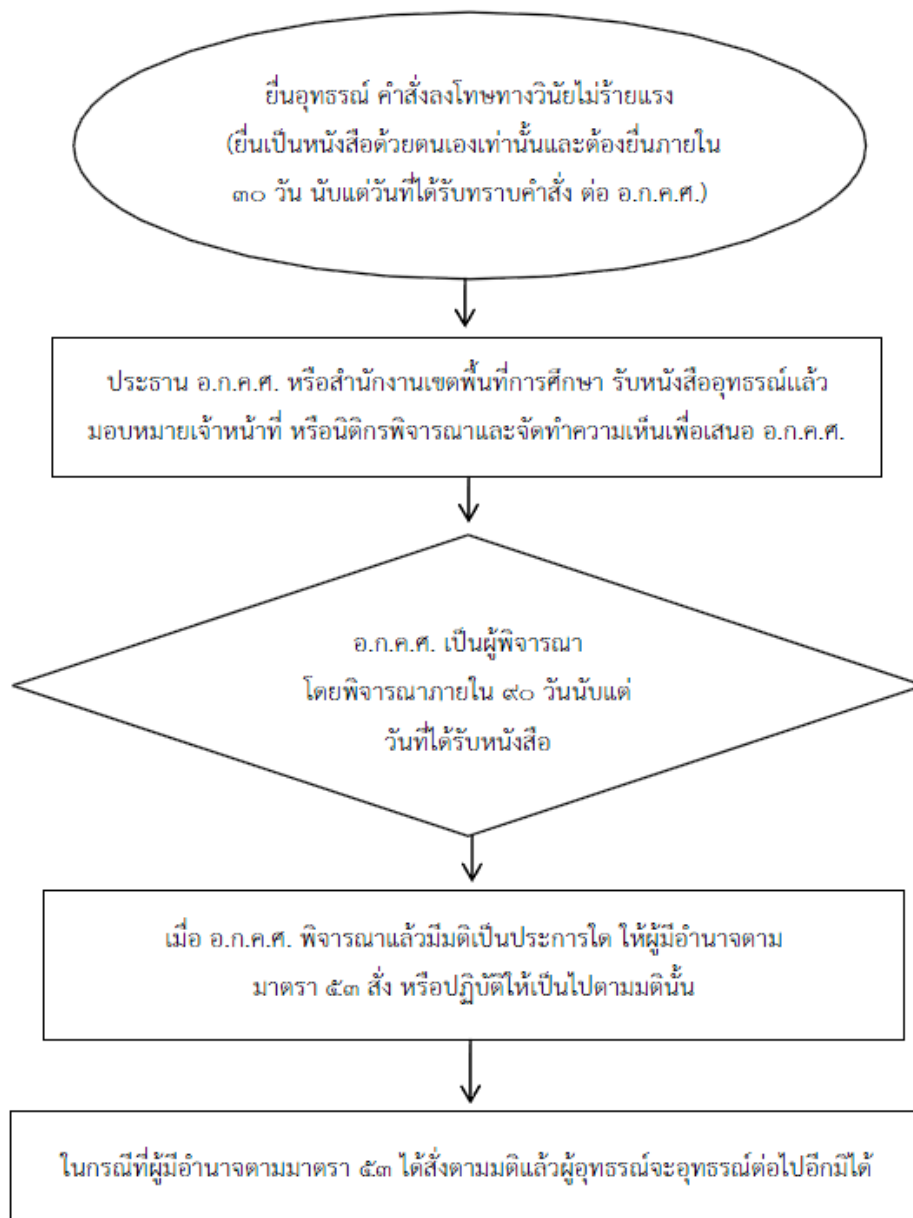 ยื่นอุทธรณ์ คำสั่งลงโทษทางวินัยไม่ร้ายแรง
(ยื่นเป็นหนังสือด้วยตนเองเท่านั้นและต้องยื่นภายใน
๓๐ วัน นับแต่วันที่ได้รับทราบคำสั่ง ต่อ อ.ก.ค.ศ.)
ประธาน อ.ก.ค.ศ. หรือสำนักงานเขตพื้นที่การศึกษา รับหนังสืออุทธรณ์แล้ว
มอบหมายเจ้าหน้าที่ หรือนิติกรพิจารณาและจัดทำความเห็นเพื่อเสนอ อ.ก.ค.ศ.
อ.ก.ค.ศ. เป็นผู้พิจารณา
โดยพิจารณาภายใน ๙๐ วันนับแต่
วันที่ได้รับหนังสือ
เมื่อ อ.ก.ค.ศ. พิจารณาแล้วมีมติเป็นประการใด ให้ผู้มีอำนาจตาม
มาตรา ๕๓ สั่ง หรือปฏิบัติให้เป็นไปตามมตินั้น
ในกรณีที่ผู้มีอำนาจตามมาตรา ๕๓ ได้สั่งตามมติแล้วผู้อุทธรณ์จะอุทธรณ์ต่อไปอีกมิได้